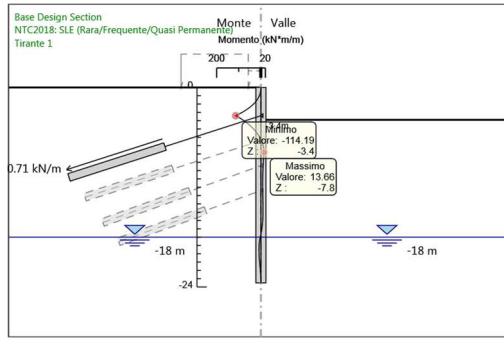 Base Design Section
NTC2018: SLE (Rara/Frequente/Quasi Permanente)
Tirante 1
Monte Valle
Momento (kN*m/m)
200 20
0
3.4m
Minimo
Valore: -114.19
Z : -3.4
Massimo
Valore: 13.66
Z : -7.8
0.71 kN/m
-18 m -18 m
-24